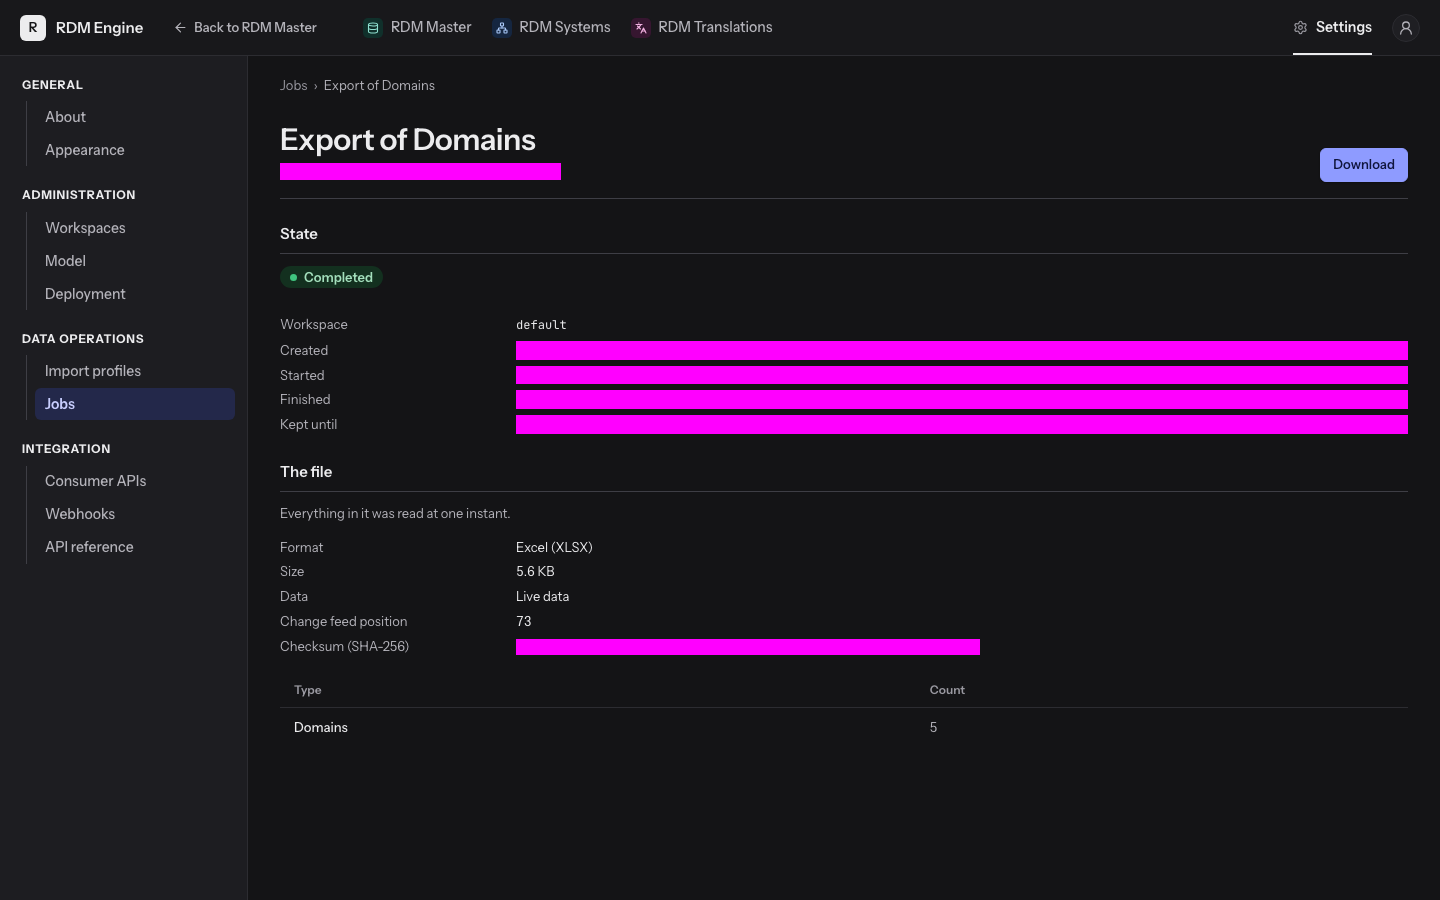 R RDM Engine ← Back to RDM Master RDM Master RDM Systems RDM Translations Settings
GENERAL
About
Appearance
ADMINISTRATION
Workspaces
Model
Deployment
DATA OPERATIONS
Import profiles
Jobs
INTEGRATION
Consumer APIs
Webhooks
API reference
Jobs › Export of Domains
Export of Domains
Download
State
Completed
Workspace default
Created
Started
Finished
Kept until
The file
Everything in it was read at one instant.
Format Excel (XLSX)
Size 5.6 KB
Data Live data
Change feed position 73
Checksum (SHA-256)
Type Count
Domains 5